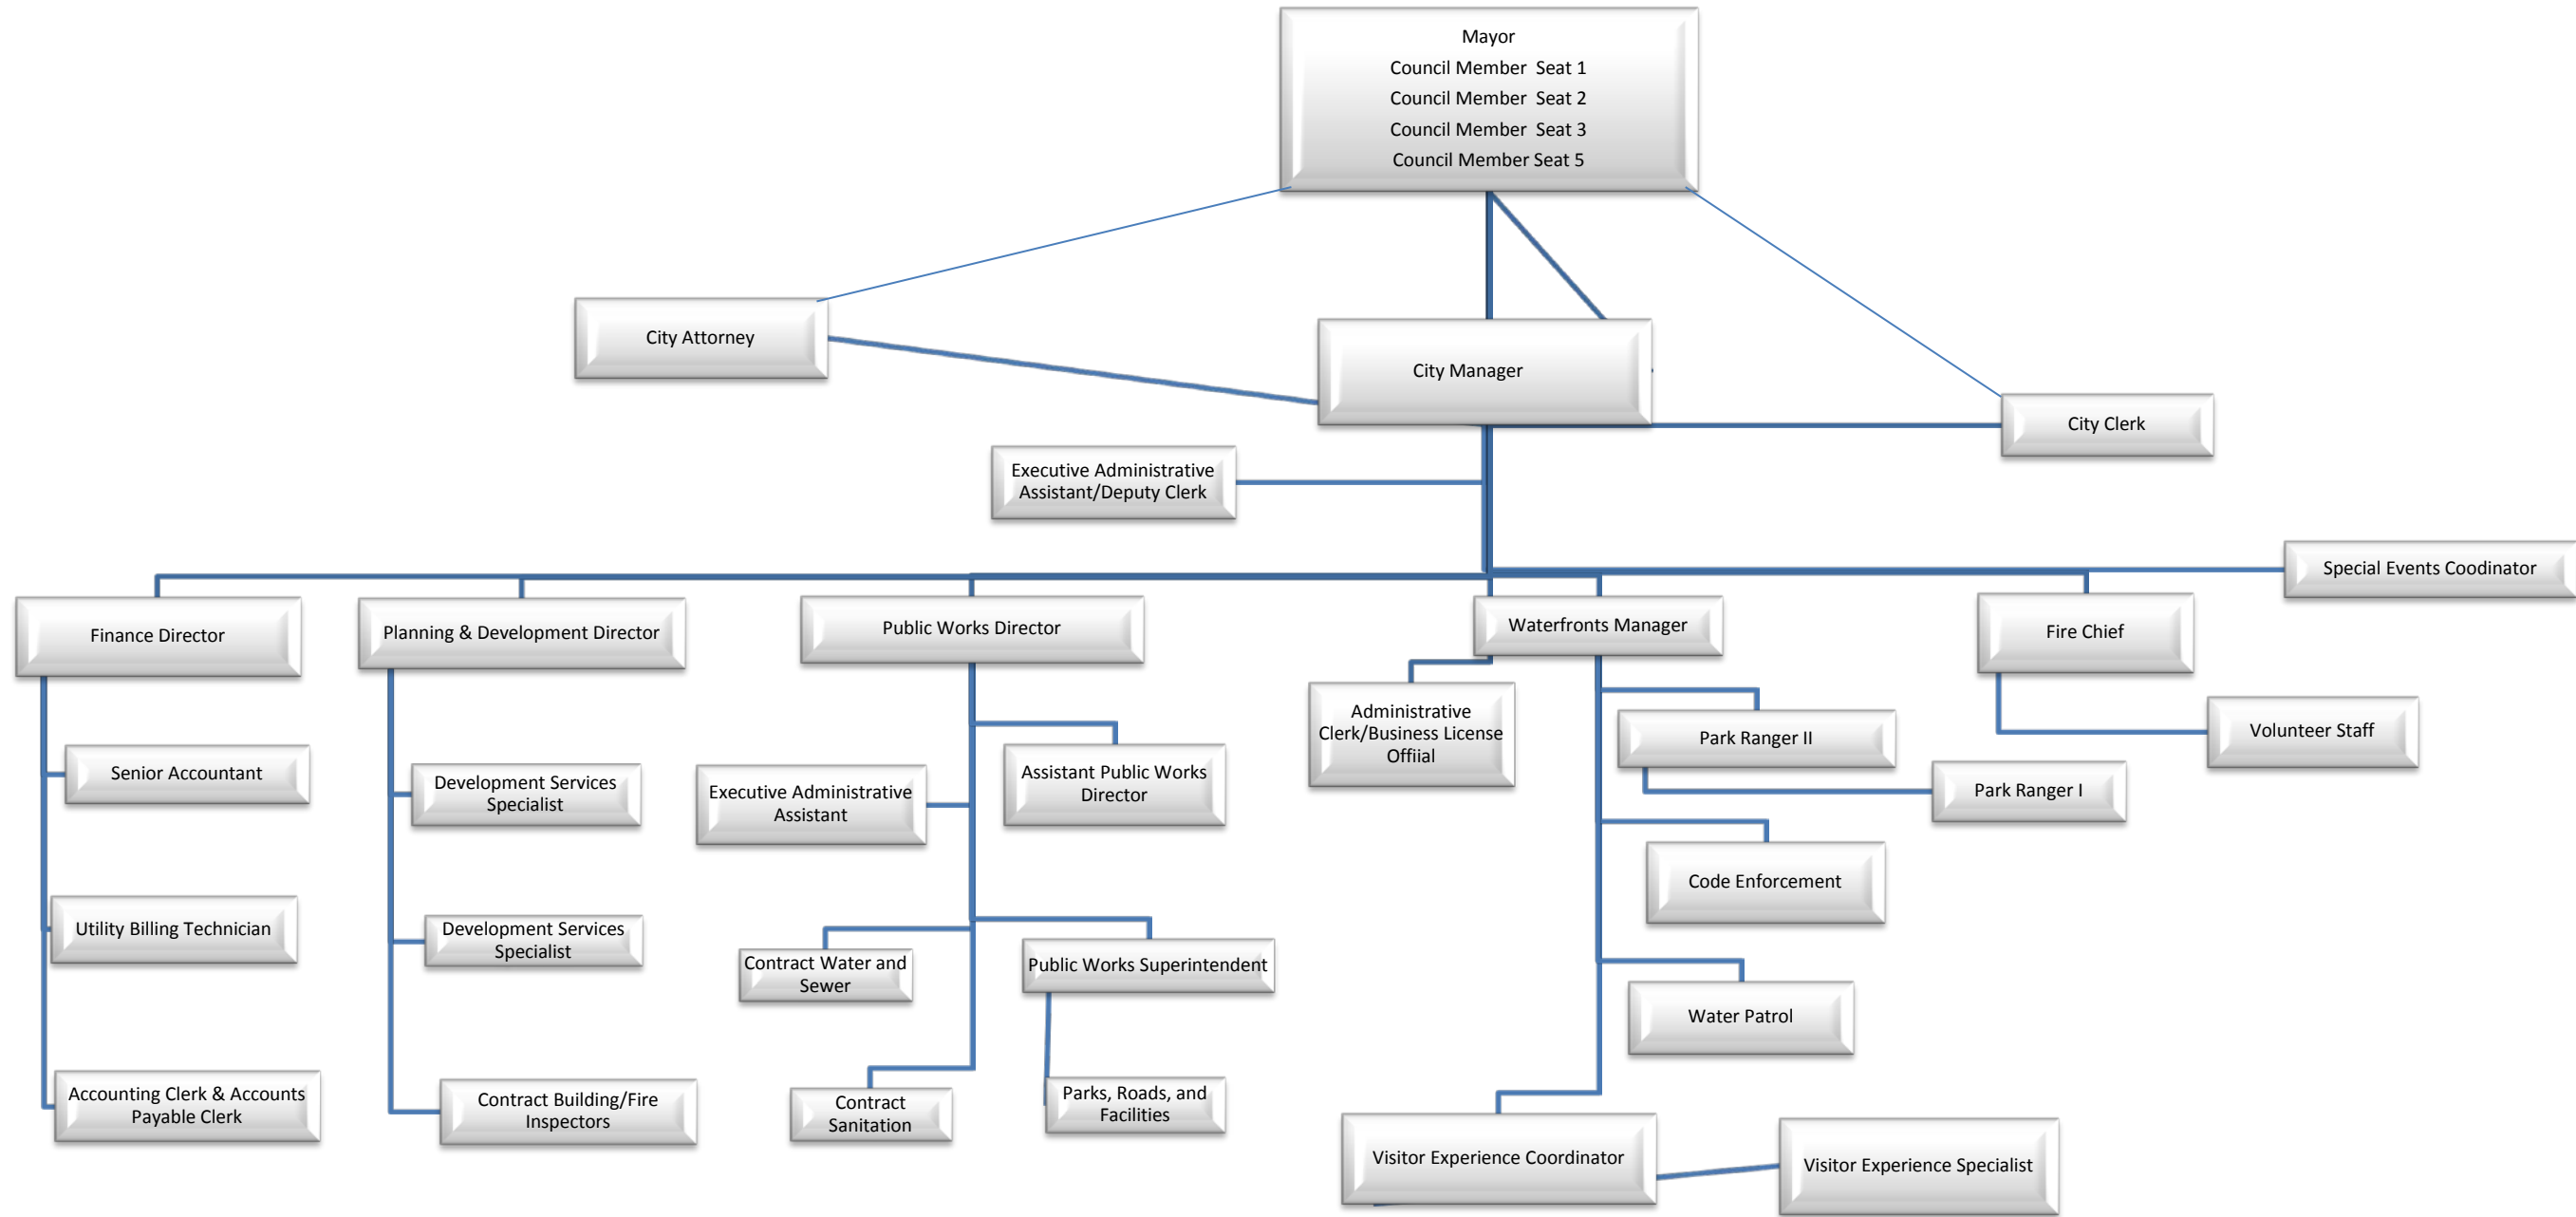 Mayor
Council Member  Seat 1
Council Member  Seat 2
Council Member  Seat 3
Council Member Seat 5
City Attorney
City Manager
City Clerk
Executive Administrative
Assistant/Deputy Clerk
Special Events Coodinator
Finance Director
Planning & Development Director
Public Works Director
Waterfronts Manager
Fire Chief
Senior Accountant
Development Services
Specialist
Executive Administrative
Assistant
Assistant Public Works
Director
Administrative
Clerk/Business License
Offiial
Park Ranger II
Volunteer Staff
Park Ranger I
Utility Billing Technician
Development Services
Specialist
Contract Water and
Sewer
Public Works Superintendent
Code Enforcement
Water Patrol
Accounting Clerk & Accounts
Payable Clerk
Contract Building/Fire
Inspectors
Contract
Sanitation
Parks, Roads, and
Facilities
Visitor Experience Coordinator
Visitor Experience Specialist